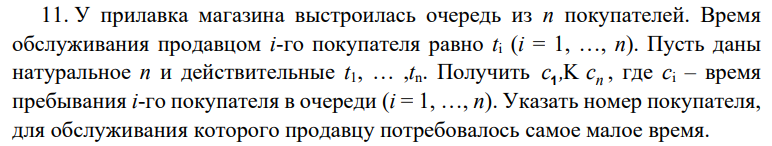 11. У прилавка магазина выстроилась очередь из n покупателей. Время
обслуживания продавцом i-го покупателя равно tᵢ (i = 1, …, n). Пусть даны
натуральное n и действительные t₁, … ,tₙ. Получить c₁,K cₙ , где cᵢ – время
пребывания i-го покупателя в очереди (i = 1, …, n). Указать номер покупателя,
для обслуживания которого продавцу потребовалось самое малое время.